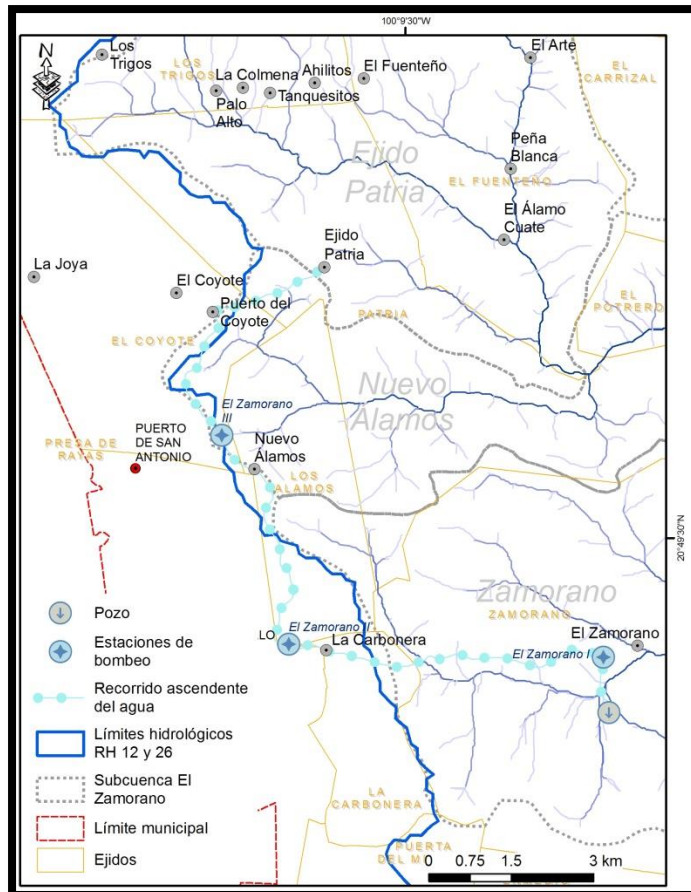 100°9'30"W
N
Los
Trigos
LOS
TRIGOS
La Colmena
Ahilitos
El Fuenteño
El Arte
EL
CARRIZAL
Palo
Alto
Tanquesitos
Peña
Blanca
Ejido
Patria
EL FUENTEÑO
El Álamo
Cuate
La Joya
El Coyote
Ejido
Patria
Puerto del
Coyote
PATRIA
EL
POTRERO
EL COYOTE
Nuevo
Álamos
El Zamorano
III
PUERTO
DE SAN
ANTONIO
PRESA DE
RAYAS
Nuevo
Álamos
LOS
ALAMOS
20°49'30"N
Zamorano
ZAMORANO
LO
El Zamorano II
La Carbonera
El Zamorano
El Zamorano I
Pozo
Estaciones de
bombeo
Recorrido ascendente
del agua
Límites hidrológicos
RH 12 y 26
Subcuenca El
Zamorano
Límite municipal
Ejidos
LA
CARBONERA
PUERTA
0 0.75 1.5 3 km